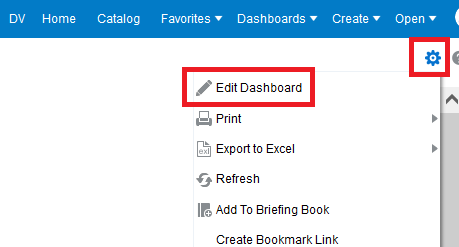 DV Home Catalog Favorites Dashboards Create Open
Edit Dashboard
Print
Export to Excel
Refresh
Add To Briefing Book
Create Bookmark Link